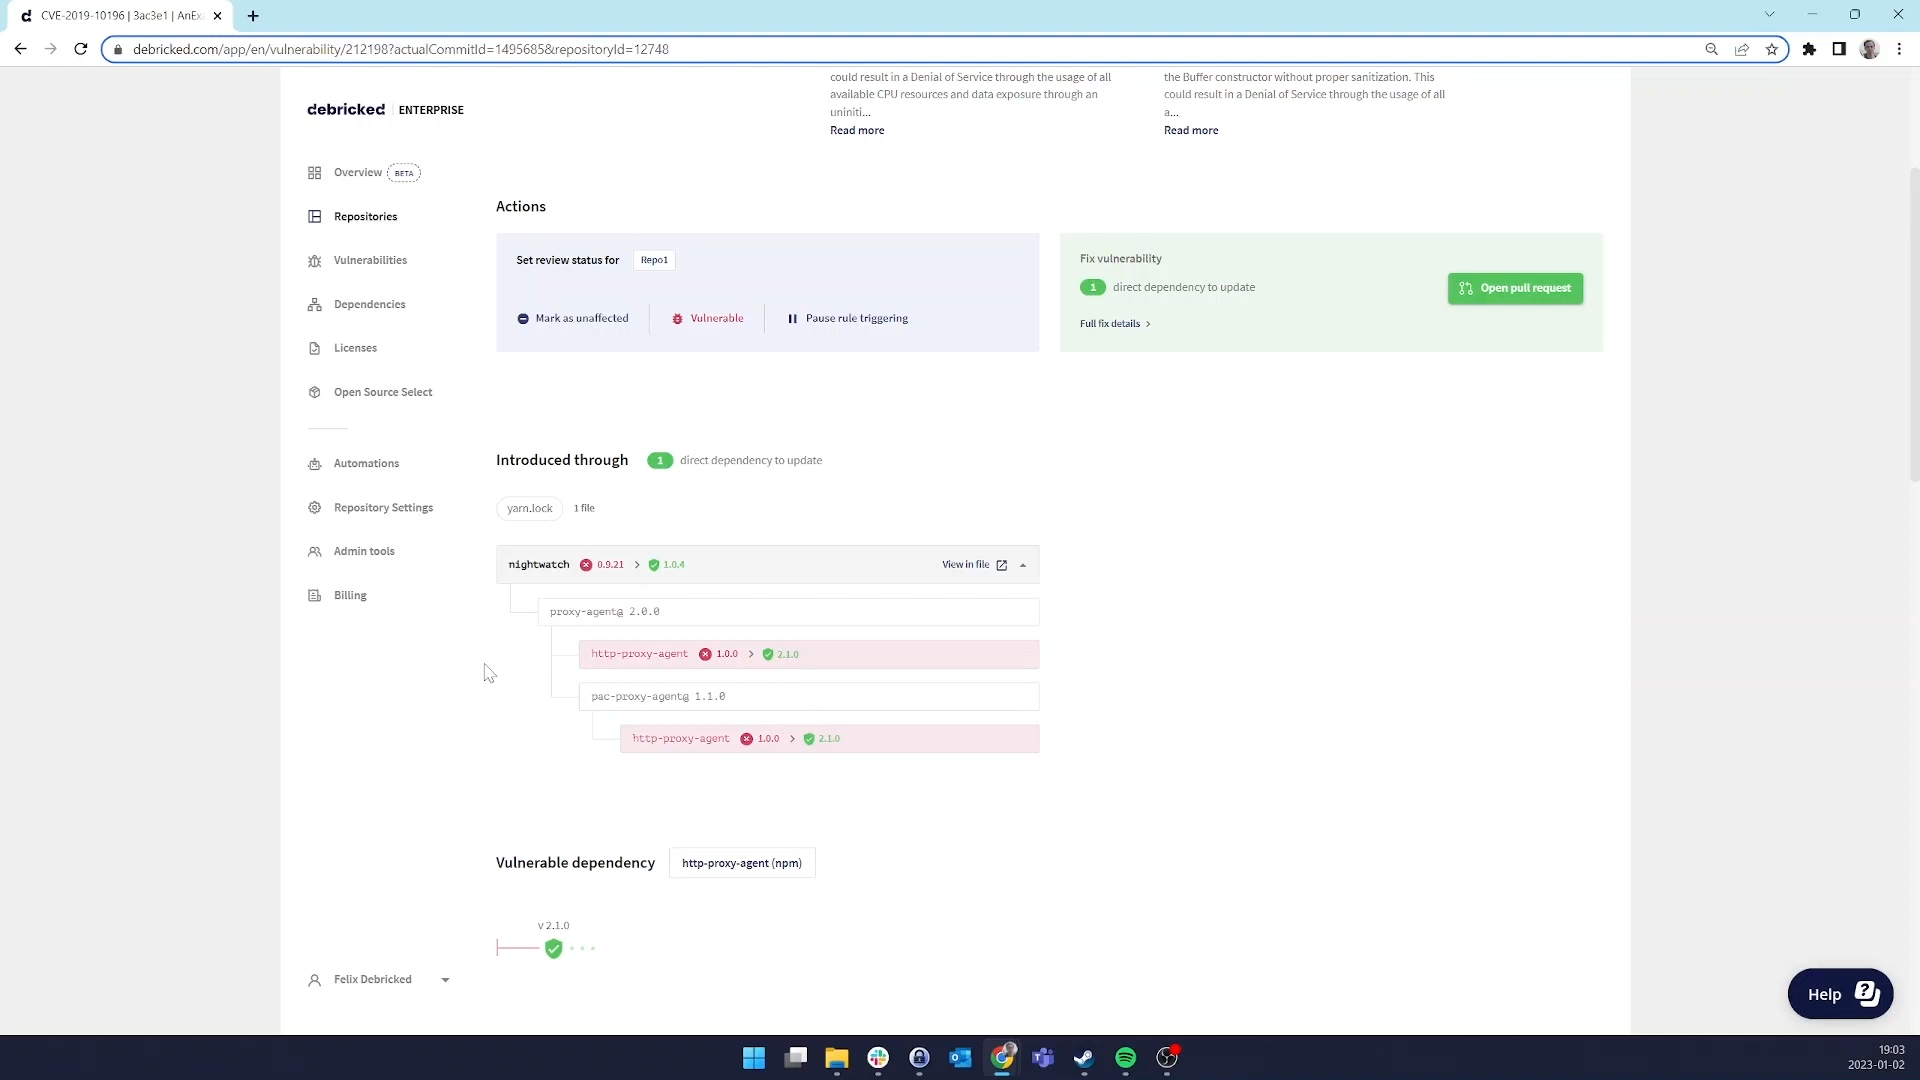 CVE-2019-10196 | 3ac3e1 | AnEx
debricked.com/app/en/vulnerability/212198?actualCommitId=1495685&repositoryId=12748
debricked ENTERPRISE
could result in a Denial of Service through the usage of all
available CPU resources and data exposure through an
uniniti...
Read more
the Buffer constructor without proper sanitization. This
could result in a Denial of Service through the usage of all
a...
Read more
Overview BETA
Repositories
Vulnerabilities
Dependencies
Licenses
Open Source Select
Automations
Repository Settings
Admin tools
Billing
Felix Debricked
Actions
Set review status for Repo1
Mark as unaffected Vulnerable Pause rule triggering
Fix vulnerability
1 direct dependency to update
Full fix details >
Open pull request
Introduced through 1 direct dependency to update
yarn.lock 1 file
nightwatch 0.9.21 > 1.0.4 View in file
proxy-agent@ 2.0.0
http-proxy-agent 1.0.0 > 2.1.0
pac-proxy-agent@ 1.1.0
http-proxy-agent 1.0.0 > 2.1.0
Vulnerable dependency http-proxy-agent (npm)
v 2.1.0
Help
19:03
2023-01-02